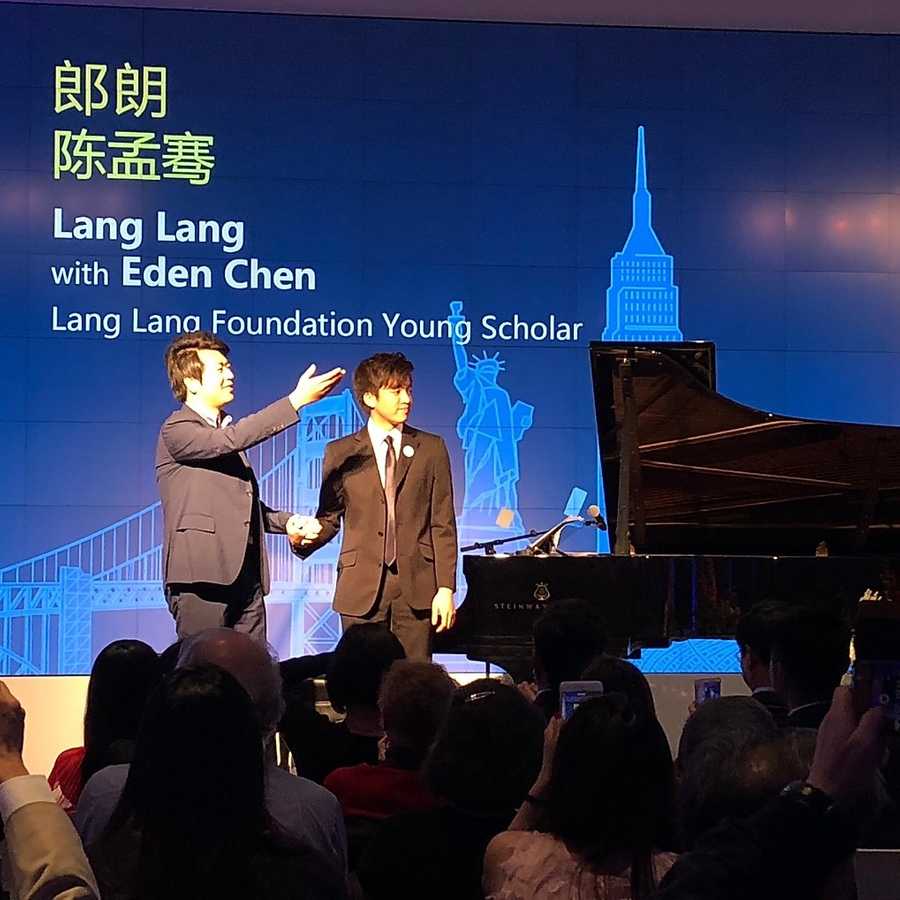 郎朗
陈孟骞
Lang Lang
with Eden Chen
Lang Lang Foundation Young Scholar
STEINWAY